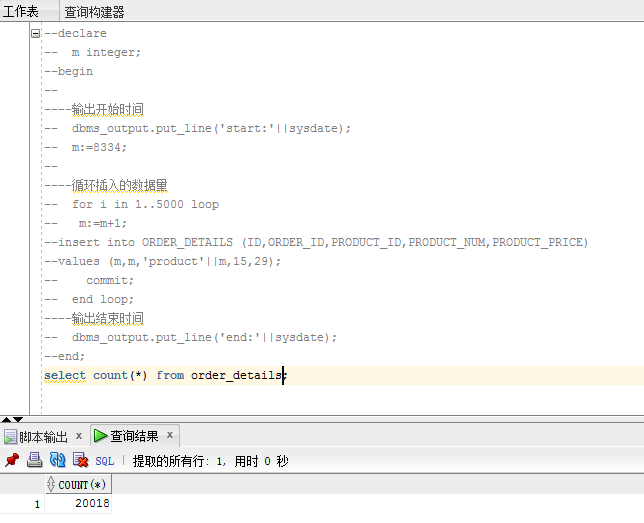 工作表 查询构建器
--declare
--  m integer;
--begin
--
----输出开始时间
--  dbms_output.put_line('start:'||sysdate);
--  m:=8334;
--
----循环插入的数据量
--  for i in 1..5000 loop
--   m:=m+1;
--insert into ORDER_DETAILS (ID,ORDER_ID,PRODUCT_ID,PRODUCT_NUM,PRODUCT_PRICE)
--values (m,m,'product'||m,15,29);
--    commit;
--  end loop;
----输出结束时间
--  dbms_output.put_line('end:'||sysdate);
--end;
select count(*) from order_details;
脚本输出 x 查询结果 x
SQL | 提取的所有行: 1, 用时 0 秒
COUNT(*)
1 20018